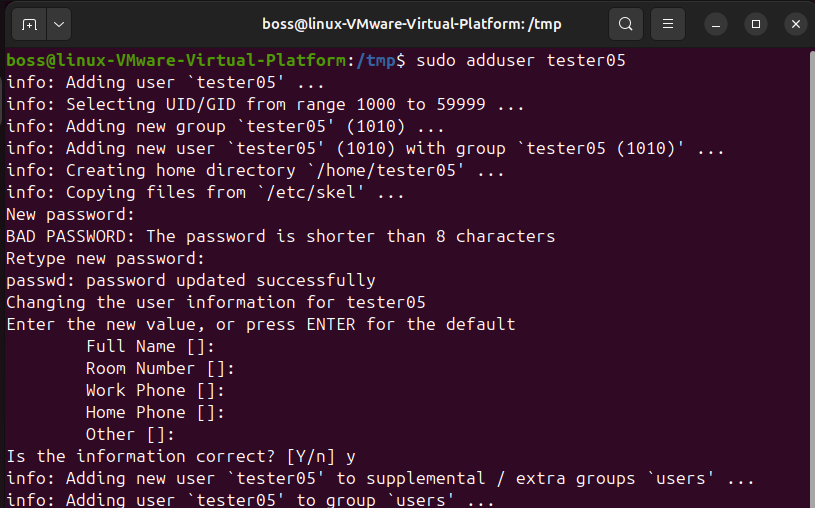 boss@linux-VMware-Virtual-Platform: /tmp
boss@linux-VMware-Virtual-Platform:/tmp$ sudo adduser tester05
info: Adding user `tester05' ...
info: Selecting UID/GID from range 1000 to 59999 ...
info: Adding new group `tester05' (1010) ...
info: Adding new user `tester05' (1010) with group `tester05 (1010)' ...
info: Creating home directory `/home/tester05' ...
info: Copying files from `/etc/skel' ...
New password:
BAD PASSWORD: The password is shorter than 8 characters
Retype new password:
passwd: password updated successfully
Changing the user information for tester05
Enter the new value, or press ENTER for the default
        Full Name []:
        Room Number []:
        Work Phone []:
        Home Phone []:
        Other []:
Is the information correct? [Y/n] y
info: Adding new user `tester05' to supplemental / extra groups `users' ...
info: Adding user `tester05' to group `users' ...